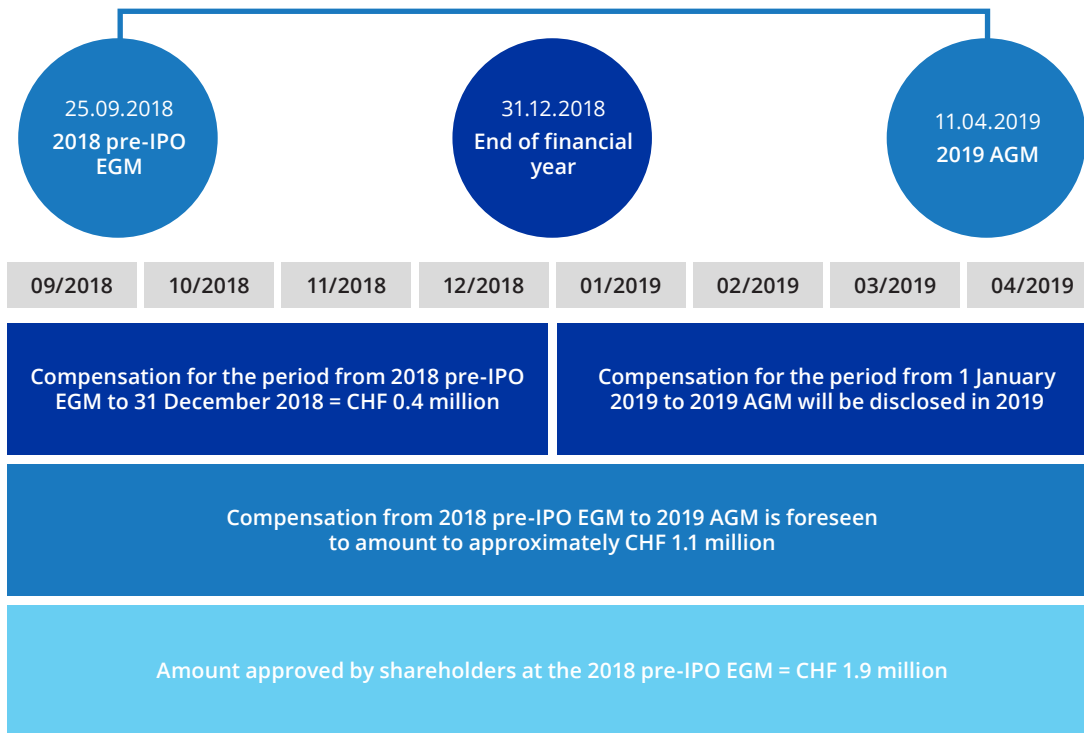 25.09.2018
2018 pre-IPO
EGM
31.12.2018
End of financial
year
11.04.2019
2019 AGM
09/2018
10/2018
11/2018
12/2018
01/2019
02/2019
03/2019
04/2019
Compensation for the period from 2018 pre-IPO
EGM to 31 December 2018 = CHF 0.4 million
Compensation for the period from 1 January
2019 to 2019 AGM will be disclosed in 2019
Compensation from 2018 pre-IPO EGM to 2019 AGM is foreseen
to amount to approximately CHF 1.1 million
Amount approved by shareholders at the 2018 pre-IPO EGM = CHF 1.9 million